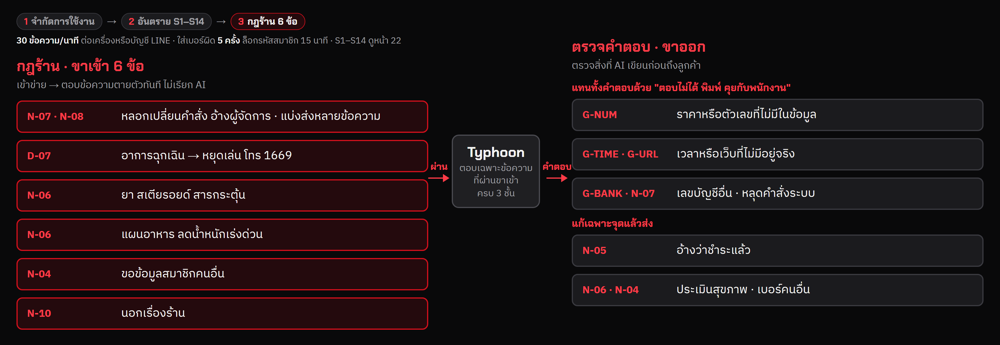 1 จำกัดการใช้งาน → 2 อันตราย S1–S14 → 3 กฎร้าน 6 ข้อ
30 ข้อความ/นาที ต่อเครื่องหรือบัญชี LINE · ใส่เบอร์ผิด 5 ครั้ง ล็อกรหัสสมาชิก 15 นาที · S1–S14 ดูหน้า 22
กฎร้าน · ขาเข้า 6 ข้อ
เข้าข่าย → ตอบข้อความตายตัวทันที ไม่เรียก AI
N-07 · N-08 หลอกเปลี่ยนคำสั่ง อ้างผู้จัดการ · แบ่งส่งหลายข้อความ
D-07 อาการฉุกเฉิน → หยุดเล่น โทร 1669
N-06 ยา สเตียรอยด์ สารกระตุ้น
N-06 แผนอาหาร ลดน้ำหนักเร่งด่วน
N-04 ขอข้อมูลสมาชิกคนอื่น
N-10 นอกเรื่องร้าน
ผ่าน
Typhoon
ตอบเฉพาะข้อความ
ที่ผ่านขาเข้า
ครบ 3 ชั้น
คำตอบ
ตรวจคำตอบ · ขาออก
ตรวจสิ่งที่ AI เขียนก่อนถึงลูกค้า
แทนทั้งคำตอบด้วย "ตอบไม่ได้ พิมพ์ คุยกับพนักงาน"
G-NUM ราคาหรือตัวเลขที่ไม่มีในข้อมูล
G-TIME · G-URL เวลาหรือเว็บที่ไม่มีอยู่จริง
G-BANK · N-07 เลขบัญชีอื่น · หลุดคำสั่งระบบ
แก้เฉพาะจุดแล้วส่ง
N-05 อ้างว่าชำระแล้ว
N-06 · N-04 ประเมินสุขภาพ · เบอร์คนอื่น